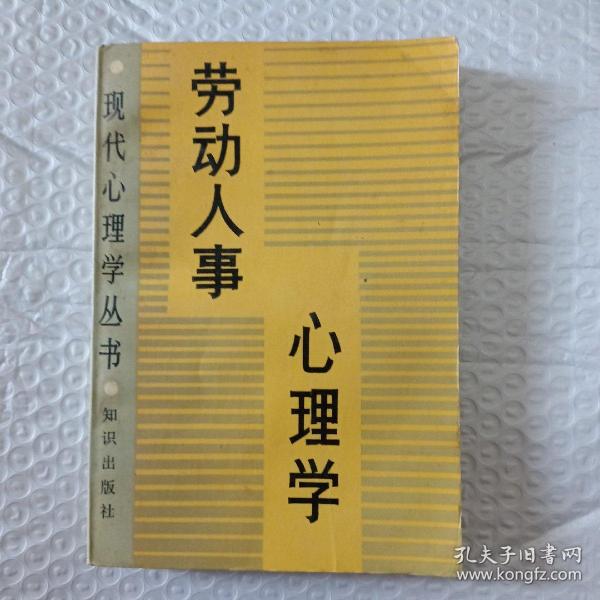 现代心理学丛书
知识出版社
劳动人事
心理学
孔夫子旧书网
www.kongfz.com